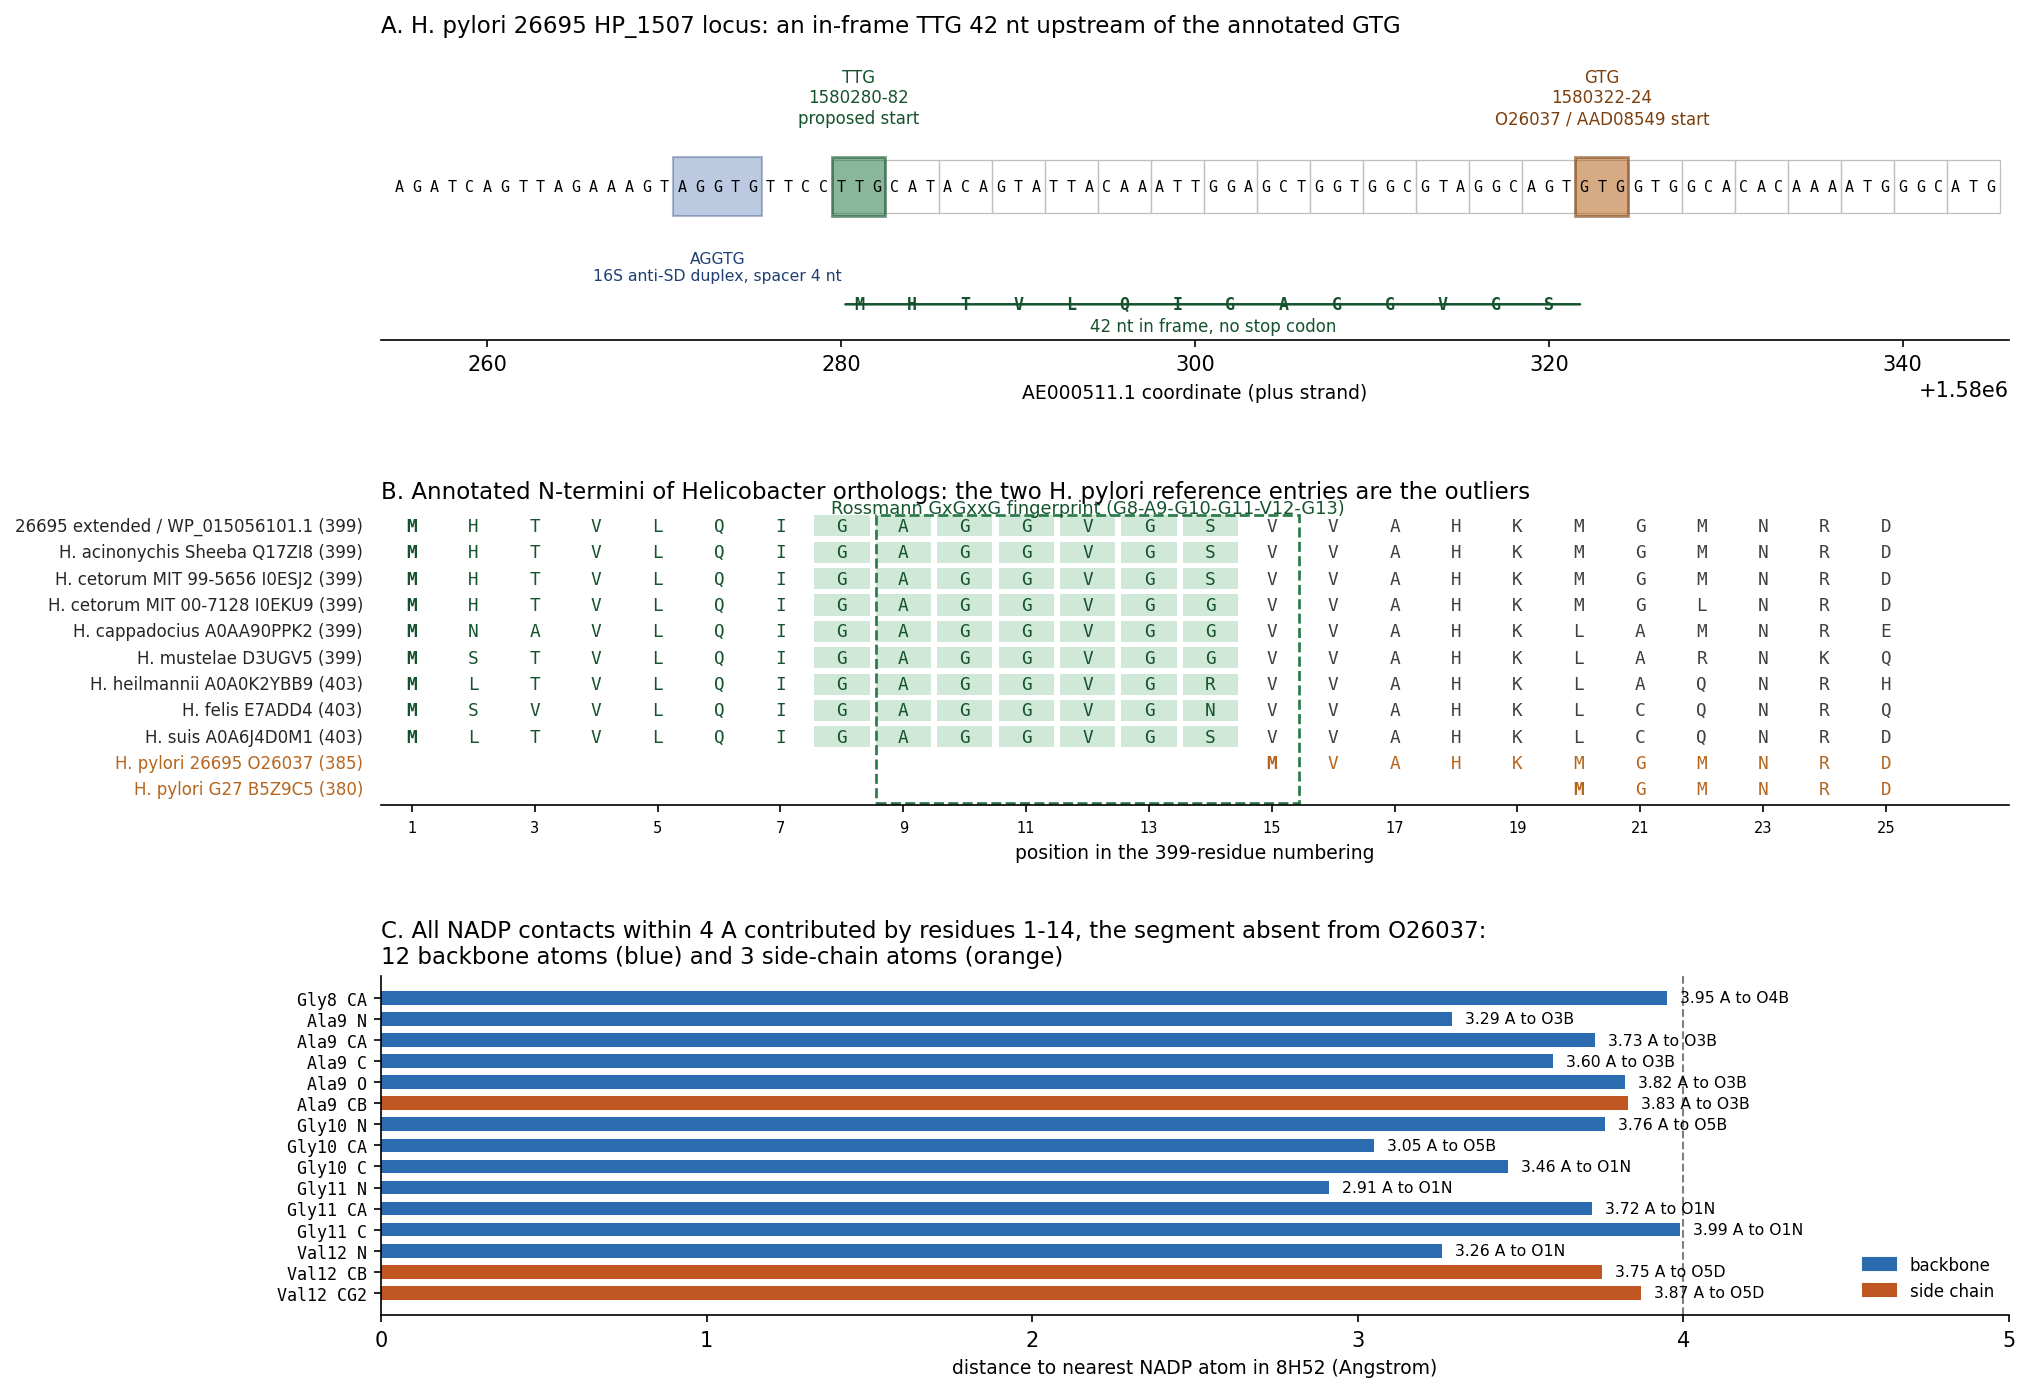 A. H. pylori 26695 HP_1507 locus: an in-frame TTG 42 nt upstream of the annotated GTG
TTG
1580280-82
proposed start
GTG
1580322-24
O26037 / AAD08549 start
A G A T C A G T T A G A A A G T A G G T G T T C C T T G C A T A C A G T A T T A C A A A T T G G A G C T G G T G G C G T A G G C A G T G T G G T G G C A C A C A A A A T G G G C A T G
AGGTG
16S anti-SD duplex, spacer 4 nt
M H T V L Q I G A G G V G S
42 nt in frame, no stop codon
260 280 300 320 340
+1.58e6
AE000511.1 coordinate (plus strand)
B. Annotated N-termini of Helicobacter orthologs: the two H. pylori reference entries are the outliers
Rossmann GxGxxG fingerprint (G8-A9-G10-G11-V12-G13)
26695 extended / WP_015056101.1 (399) M H T V L Q I G A G G V G S V V A H K M G M N R D
H. acinonychis Sheeba Q17ZI8 (399) M H T V L Q I G A G G V G S V V A H K M G M N R D
H. cetorum MIT 99-5656 I0ESJ2 (399) M H T V L Q I G A G G V G S V V A H K M G M N R D
H. cetorum MIT 00-7128 I0EKU9 (399) M H T V L Q I G A G G V G G V V A H K M G L N R D
H. cappadocius A0AA90PPK2 (399) M N A V L Q I G A G G V G G V V A H K L A M N R E
H. mustelae D3UGV5 (399) M S T V L Q I G A G G V G G V V A H K L A R N K Q
H. heilmannii A0A0K2YBB9 (403) M L T V L Q I G A G G V G R V V A H K L A Q N R H
H. felis E7ADD4 (403) M S V V L Q I G A G G V G N V V A H K L C Q N R Q
H. suis A0A6J4D0M1 (403) M L T V L Q I G A G G V G S V V A H K L C Q N R D
H. pylori 26695 O26037 (385) M V A H K M G M N R D
H. pylori G27 B5Z9C5 (380) M G M N R D
1 3 5 7 9 11 13 15 17 19 21 23 25
position in the 399-residue numbering
C. All NADP contacts within 4 A contributed by residues 1-14, the segment absent from O26037:
12 backbone atoms (blue) and 3 side-chain atoms (orange)
Gly8 CA 3.95 A to O4B
Ala9 N 3.29 A to O3B
Ala9 CA 3.73 A to O3B
Ala9 C 3.60 A to O3B
Ala9 O 3.82 A to O3B
Ala9 CB 3.83 A to O3B
Gly10 N 3.76 A to O5B
Gly10 CA 3.05 A to O5B
Gly10 C 3.46 A to O1N
Gly11 N 2.91 A to O1N
Gly11 CA 3.72 A to O1N
Gly11 C 3.99 A to O1N
Val12 N 3.26 A to O1N
Val12 CB 3.75 A to O5D
Val12 CG2 3.87 A to O5D
backbone
side chain
0 1 2 3 4 5
distance to nearest NADP atom in 8H52 (Angstrom)